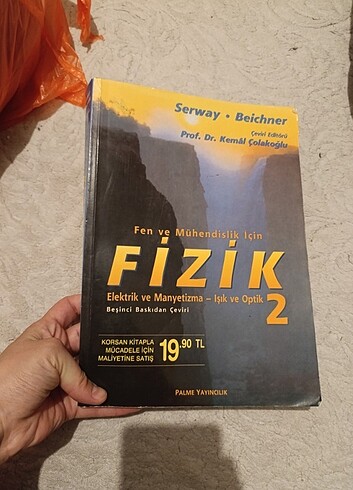 Serway • Beichner
Çeviri Editörü
Prof. Dr. Kemâl Çolakoğlu
Fen ve Mühendislik İçin
FİZİK
Elektrik ve Manyetizma – Işık ve Optik 2
Beşinci Baskıdan Çeviri
KORSAN KİTAPLA
MÜCADELE İÇİN
MALİYETİNE SATIŞ
19.90 TL
PALME YAYINCILIK